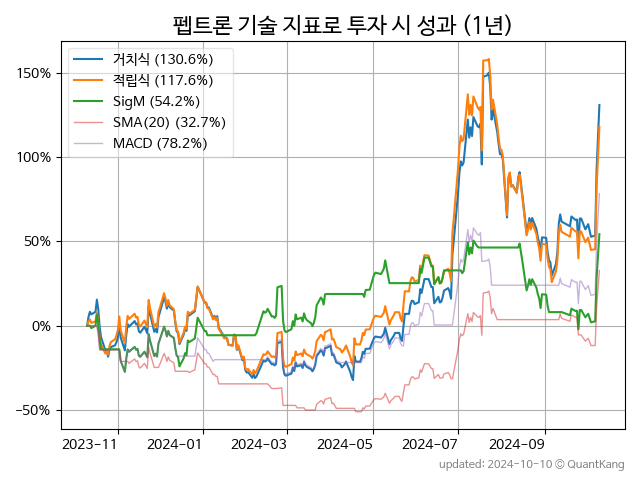 펩트론 기술 지표로 투자 시 성과 (1년)
거치식 (130.6%)
적립식 (117.6%)
SigM (54.2%)
SMA(20) (32.7%)
MACD (78.2%)
150%
100%
50%
0%
−50%
2023-11 2024-01 2024-03 2024-05 2024-07 2024-09
updated: 2024-10-10 © QuantKang